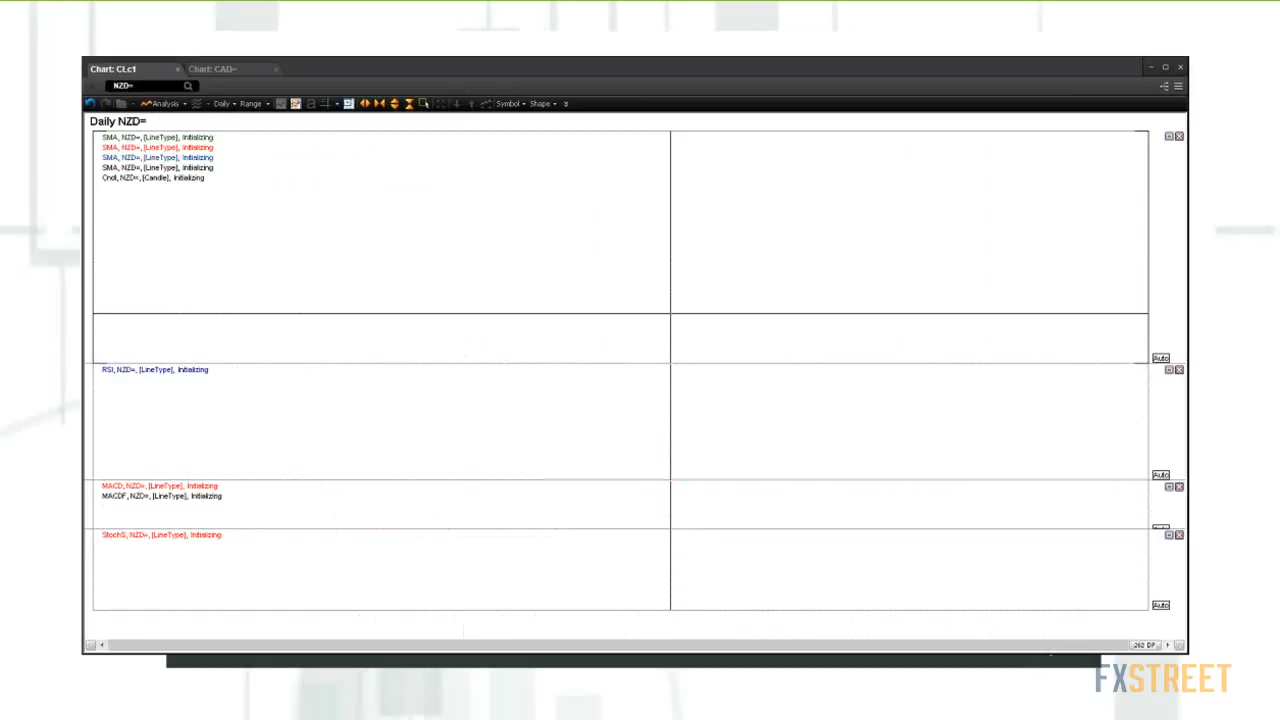 Chart: CLc1
Chart: CAD=
NZD=
Analysis
Daily
Range
Symbol
Shape
Daily NZD=
SMA, NZD=, [LineType], Initializing
SMA, NZD=, [LineType], Initializing
SMA, NZD=, [LineType], Initializing
SMA, NZD=, [LineType], Initializing
Cndl, NZD=, [Candle], Initializing
Auto
RSI, NZD=, [LineType], Initializing
Auto
MACD, NZD=, [LineType], Initializing
MACDF, NZD=, [LineType], Initializing
StochS, NZD=, [LineType], Initializing
Auto
262 DP
FXSTREET